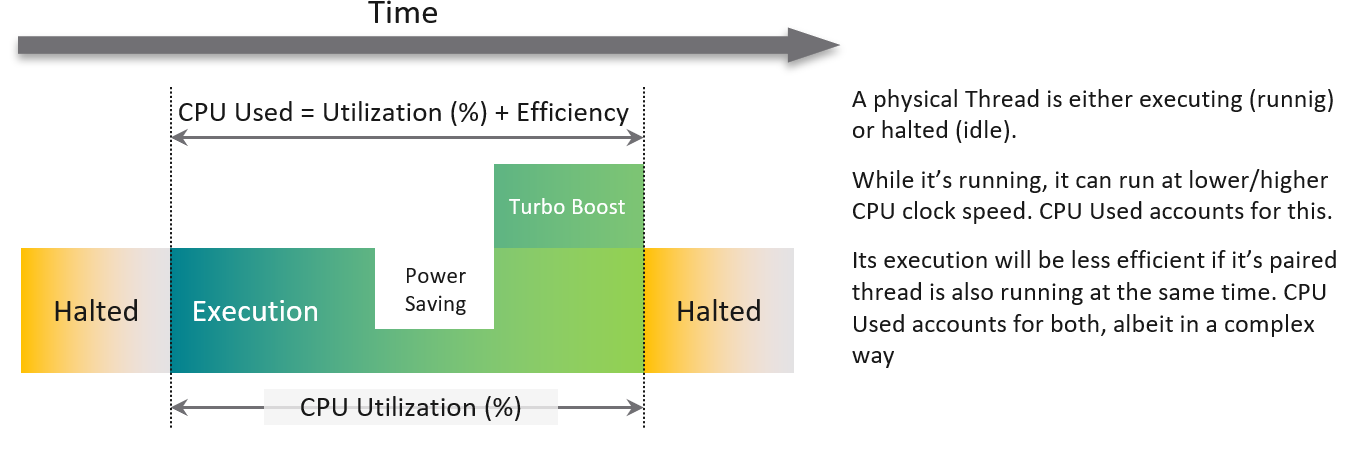 Time
CPU Used = Utilization (%) + Efficiency
Turbo Boost
Power
Saving
Halted
Execution
Halted
CPU Utilization (%)
A physical Thread is either executing (runnig)
or halted (idle).
While it’s running, it can run at lower/higher
CPU clock speed. CPU Used accounts for this.
Its execution will be less efficient if it’s paired
thread is also running at the same time. CPU
Used accounts for both, albeit in a complex
way